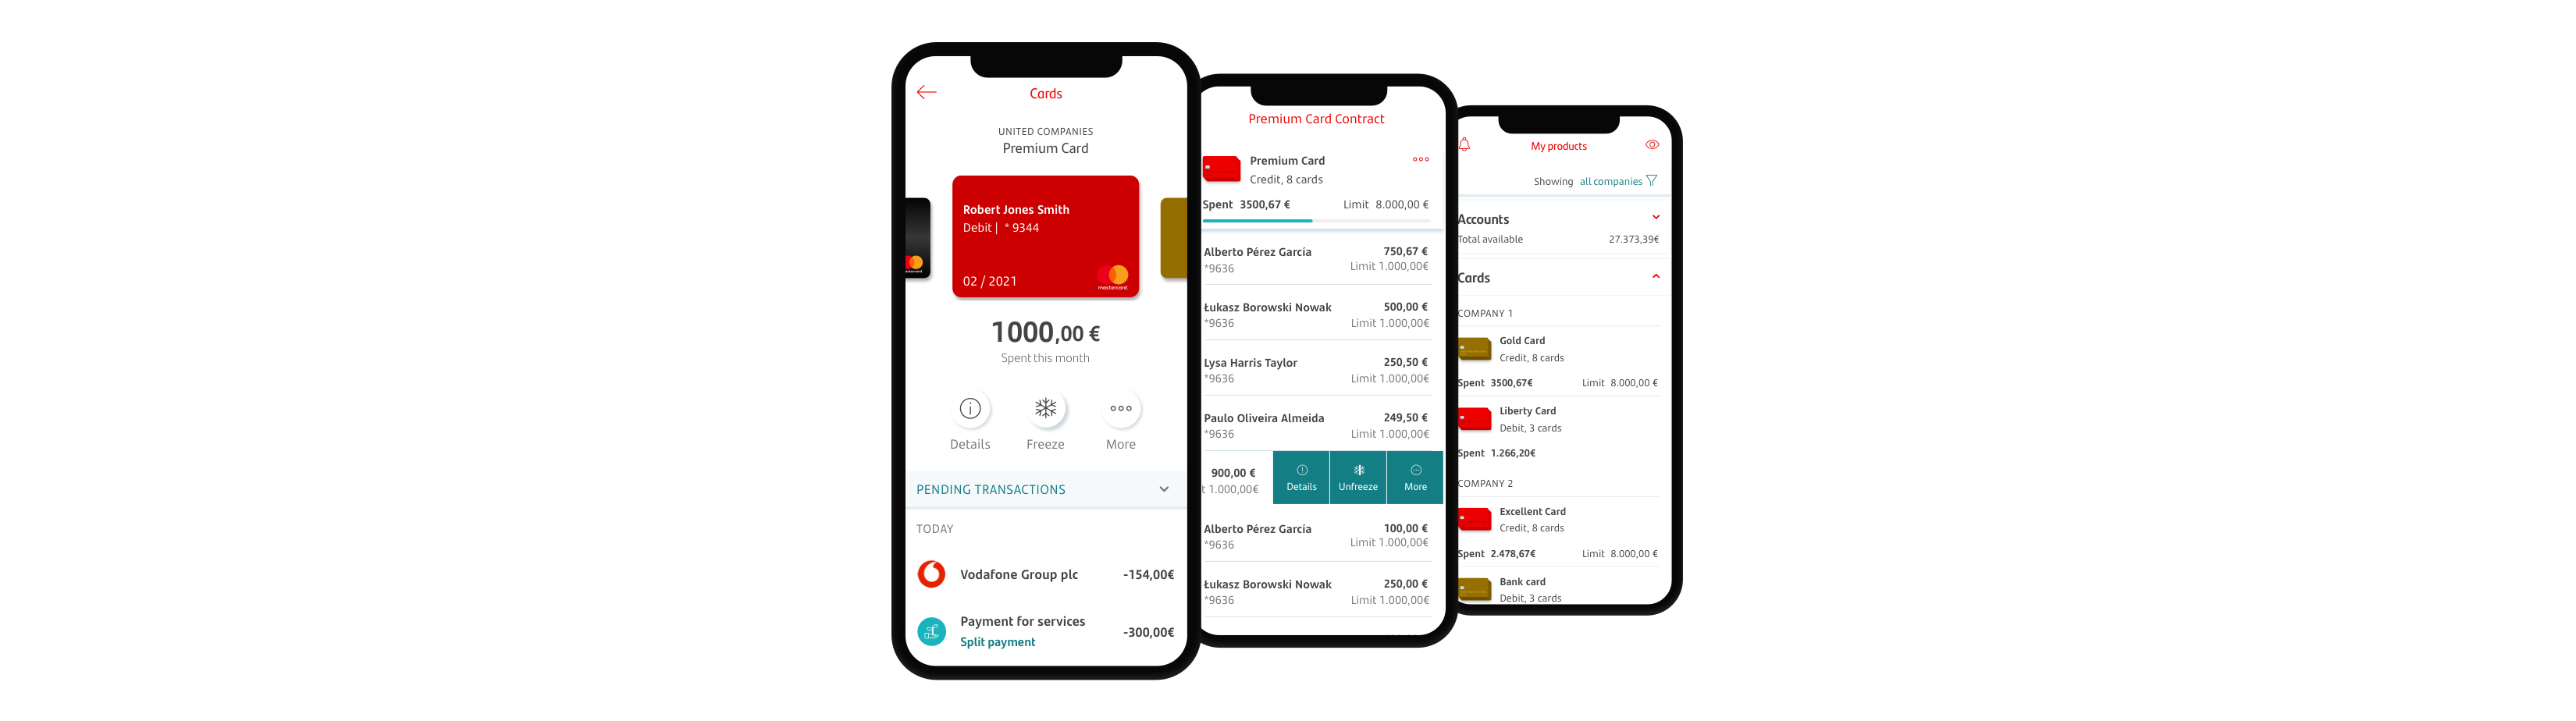 Cards
UNITED COMPANIES
Premium Card
Robert Jones Smith
Debit | * 9344
02 / 2021
mastercard
1000,00 €
Spent this month
Details Freeze More
PENDING TRANSACTIONS
TODAY
Vodafone Group plc -154,00€
Payment for services
Split payment
-300,00€
Premium Card Contract
Premium Card
Credit, 8 cards
Spent 3500,67 € Limit 8.000,00 €
Alberto Pérez García 750,67 €
*9636 Limit 1.000,00€
Łukasz Borowski Nowak 500,00 €
*9636 Limit 1.000,00€
Lysa Harris Taylor 250,50 €
*9636 Limit 1.000,00€
Paulo Oliveira Almeida 249,50 €
*9636 Limit 1.000,00€
900,00 €
t 1.000,00€
Details Unfreeze More
Alberto Pérez García 100,00 €
*9636 Limit 1.000,00€
Łukasz Borowski Nowak 250,00 €
*9636 Limit 1.000,00€
My products
Showing all companies
Accounts
Total available 27.373,39€
Cards
COMPANY 1
Gold Card
Credit, 8 cards
Spent 3500,67€ Limit 8.000,00 €
Liberty Card
Debit, 3 cards
Spent 1.266,20€
COMPANY 2
Excellent Card
Credit, 8 cards
Spent 2.478,67€ Limit 8.000,00 €
Bank card
Debit, 3 cards